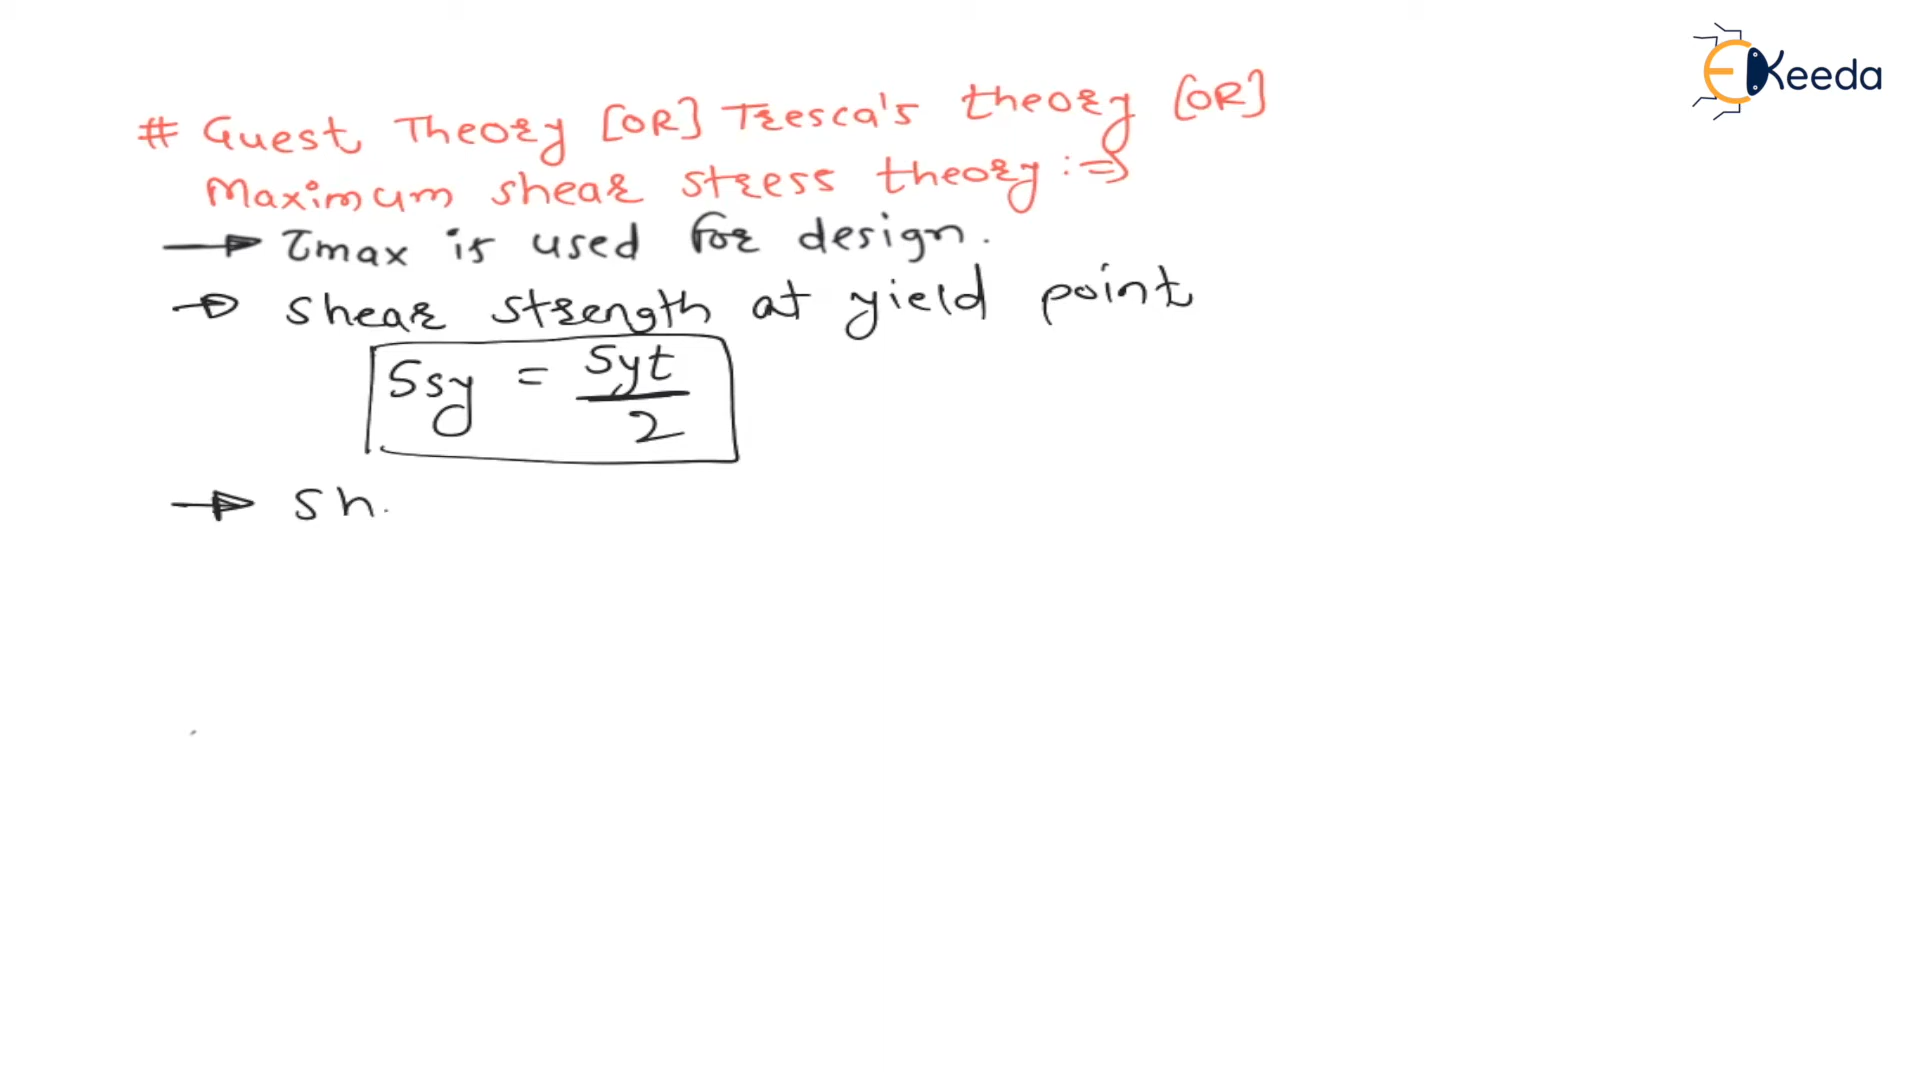 EKeeda
# Guest Theory [OR] Tresca's theory [OR]
Maximum shear stress theory :⇒
→ τmax is used for design.
→ shear strength at yield point
Ssy = Syt/2
→ Sh.